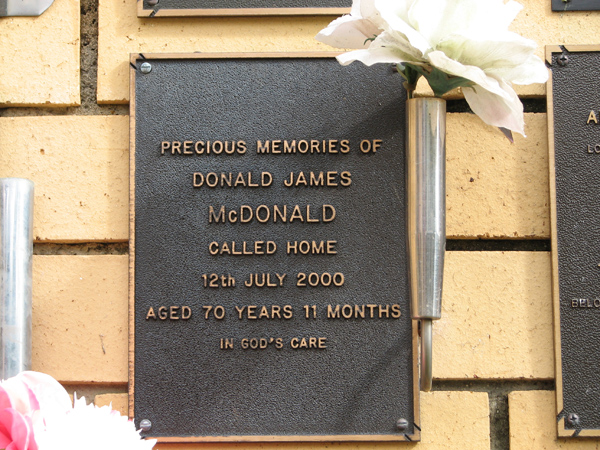 PRECIOUS MEMORIES OF
DONALD JAMES
McDONALD
CALLED HOME
12th JULY 2000
AGED 70 YEARS 11 MONTHS
IN GOD'S CARE